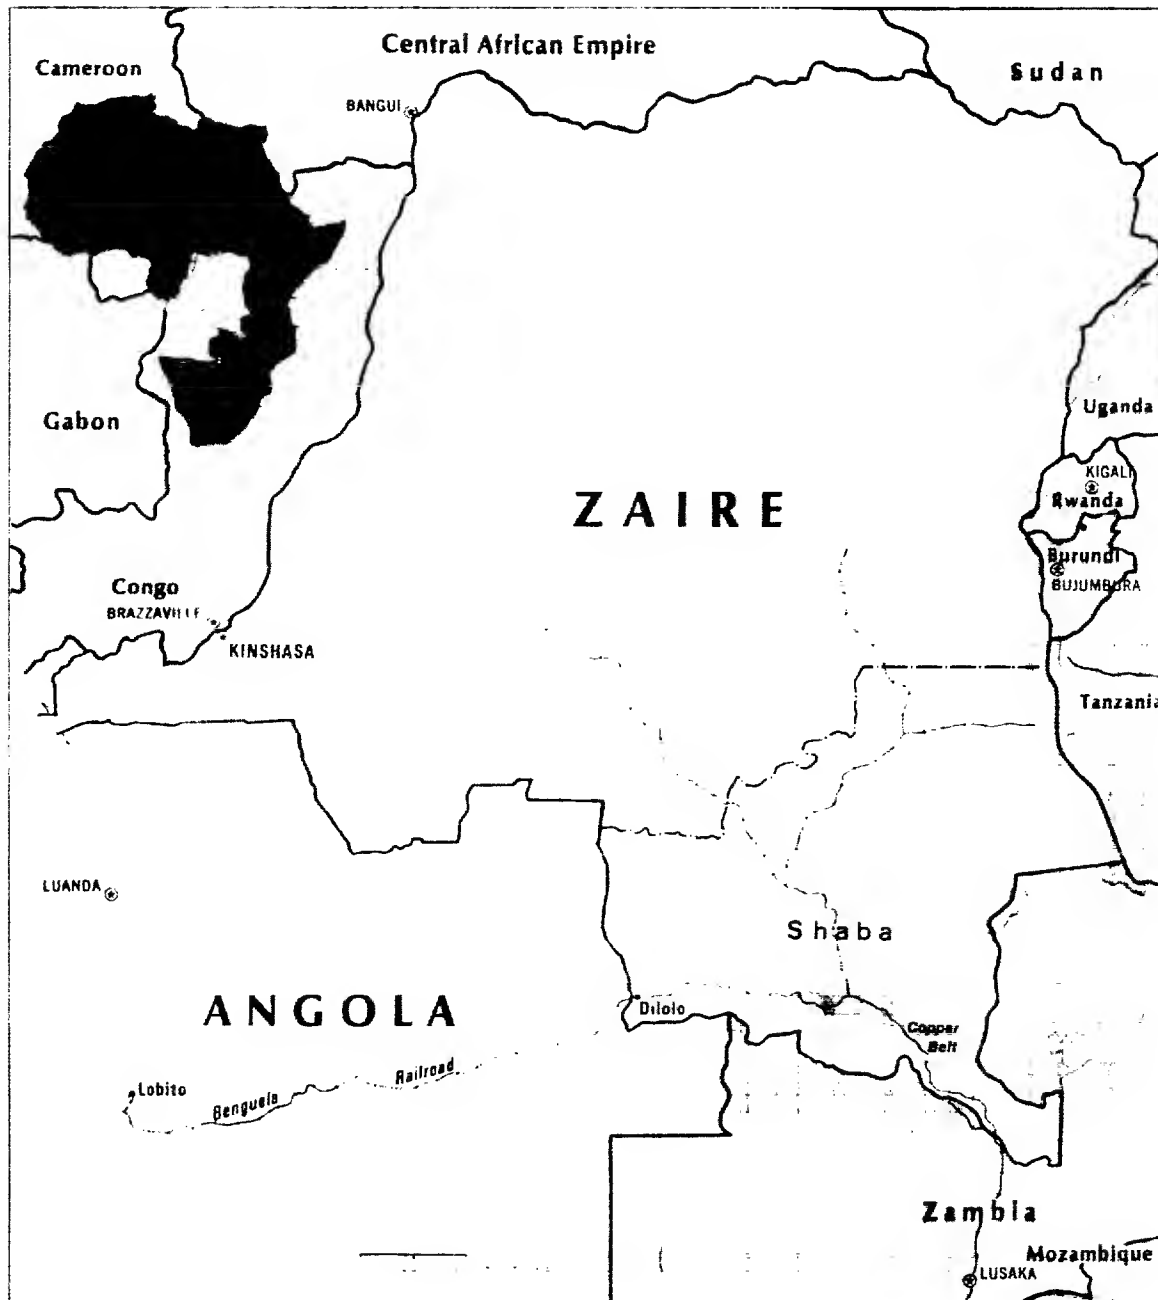 Central African Empire
Cameroon
Sudan
BANGUI
Uganda
Gabon
KIGALI
ZAIRE
Rwanda
Burundi
Congo
BUJUMBURA
BRAZZAVILLE
KINSHASA
Tanzania
LUANDA
Shaba
ANGOLA
Dilolo
Copper
Belt
Lobito
Benguela Railroad
Zambia
Mozambique
LUSAKA